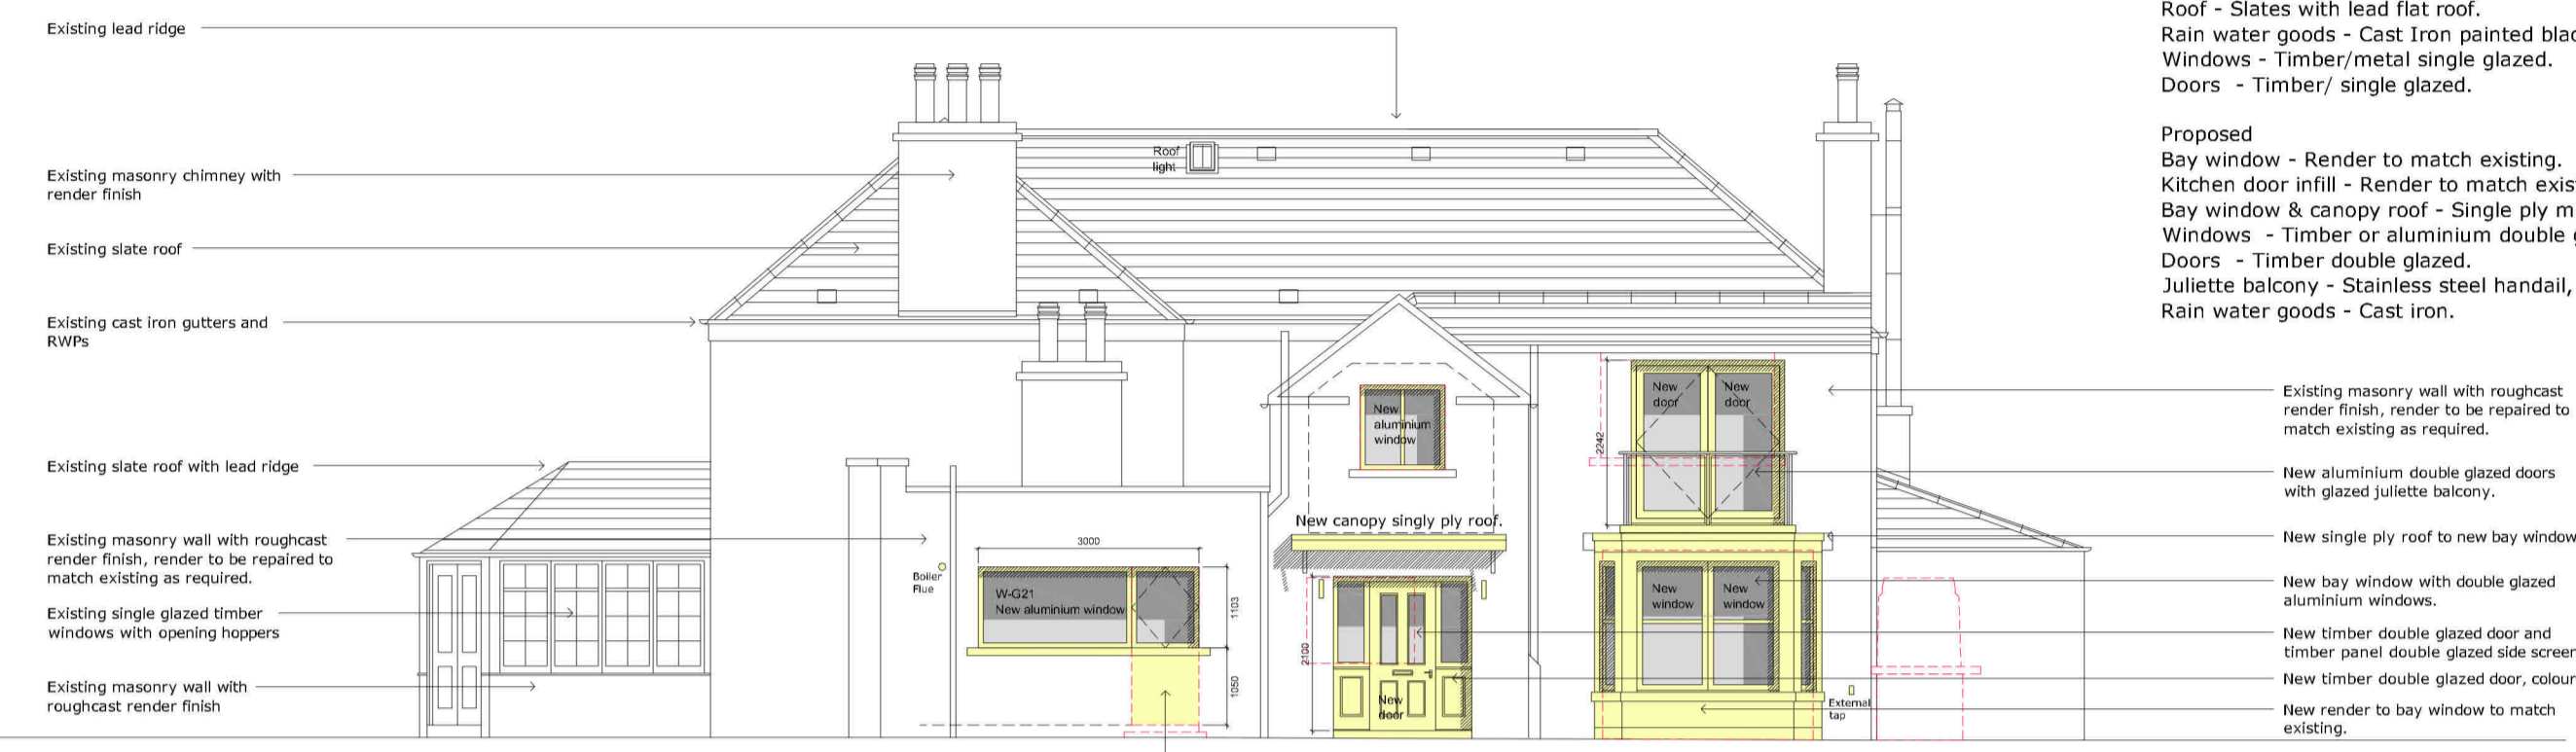 Existing lead ridge
Existing masonry chimney with
render finish
Existing slate roof
Existing cast iron gutters and
RWPs
Existing slate roof with lead ridge
Existing masonry wall with roughcast
render finish, render to be repaired to
match existing as required.
Existing single glazed timber
windows with opening hoppers
Existing masonry wall with
roughcast render finish
Roof
light
Boiler
Flue
3000
W-G21
New aluminium window
1103
1050
New
aluminium
window
New canopy singly ply roof.
2100
New
door
2242
New
door
New
door
New
window
New
window
External
tap
Roof - Slates with lead flat roof.
Rain water goods - Cast Iron painted
Windows - Timber/metal single glazed.
Doors - Timber/ single glazed.
Proposed
Bay window - Render to match existing.
Kitchen door infill - Render to match
Bay window & canopy roof - Single ply
Windows - Timber or aluminium double
Doors - Timber double glazed.
Juliette balcony - Stainless steel handail,
Rain water goods - Cast iron.
Existing masonry wall with roughcast
render finish, render to be repaired to
match existing as required.
New aluminium double glazed doors
with glazed juliette balcony.
New single ply roof to new bay window
New bay window with double glazed
aluminium windows.
New timber double glazed door and
timber panel double glazed side screen
New timber double glazed door, colour
New render to bay window to match
existing.